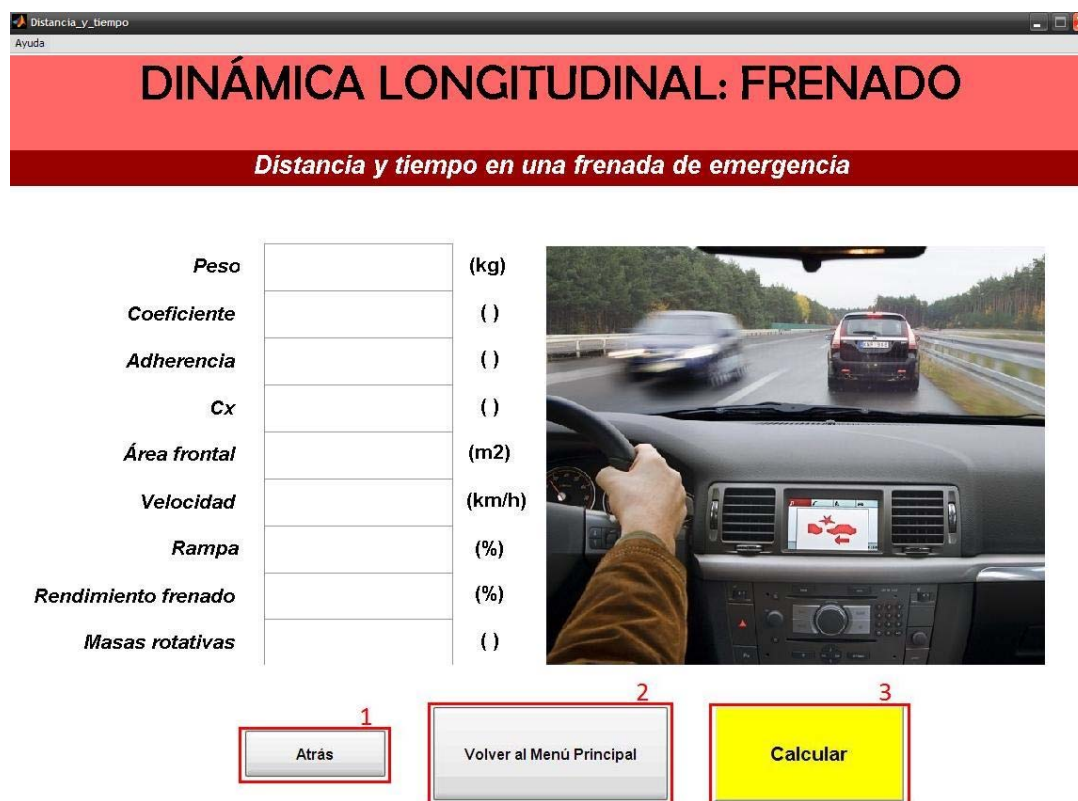 Distancia_y_tiempo
Ayuda
DINÁMICA LONGITUDINAL: FRENADO
Distancia y tiempo en una frenada de emergencia
Peso (kg)
Coeficiente ( )
Adherencia ( )
Cx ( )
Área frontal (m2)
Velocidad (km/h)
Rampa (%)
Rendimiento frenado (%)
Masas rotativas ( )
1 2 3
Atrás Volver al Menú Principal Calcular